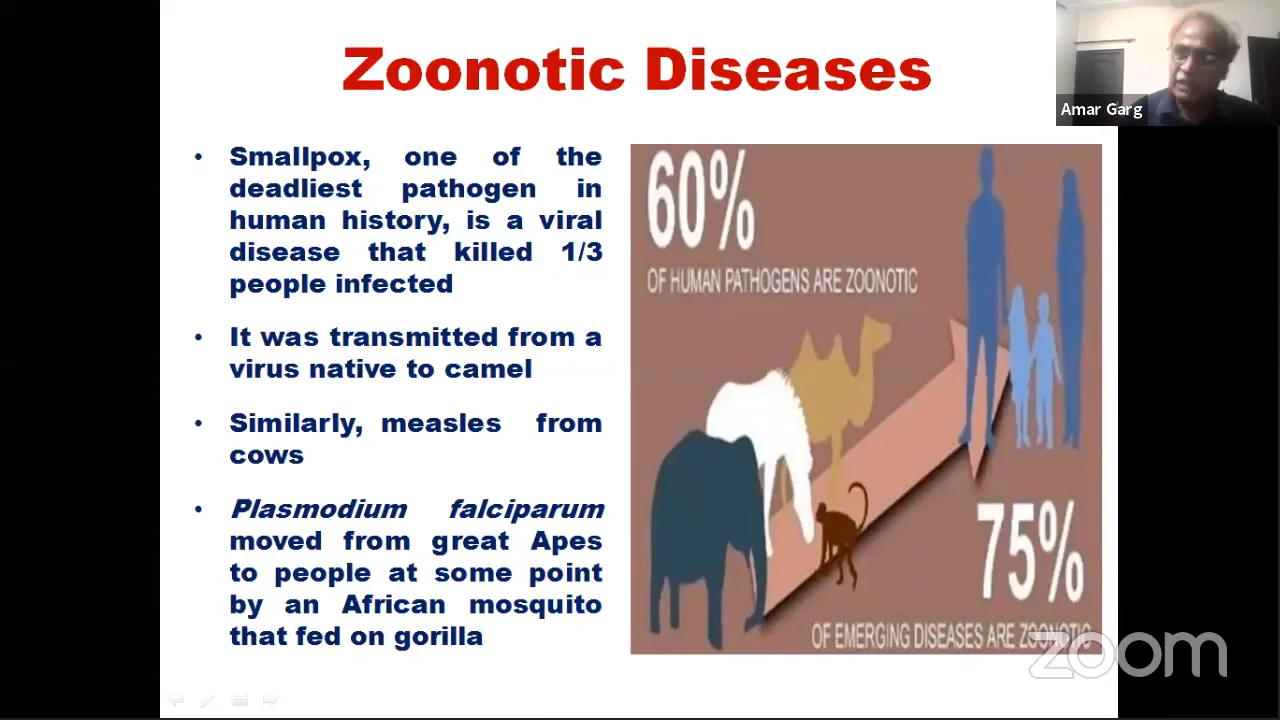 Zoonotic Diseases
Amar Garg
• Smallpox, one of the
deadliest pathogen in
human history, is a viral
disease that killed 1/3
people infected
• It was transmitted from a
virus native to camel
• Similarly, measles from
cows
• Plasmodium falciparum
moved from great Apes
to people at some point
by an African mosquito
that fed on gorilla
60%
OF HUMAN PATHOGENS ARE ZOONOTIC
75%
OF EMERGING DISEASES ARE ZOONOTIC
zoom